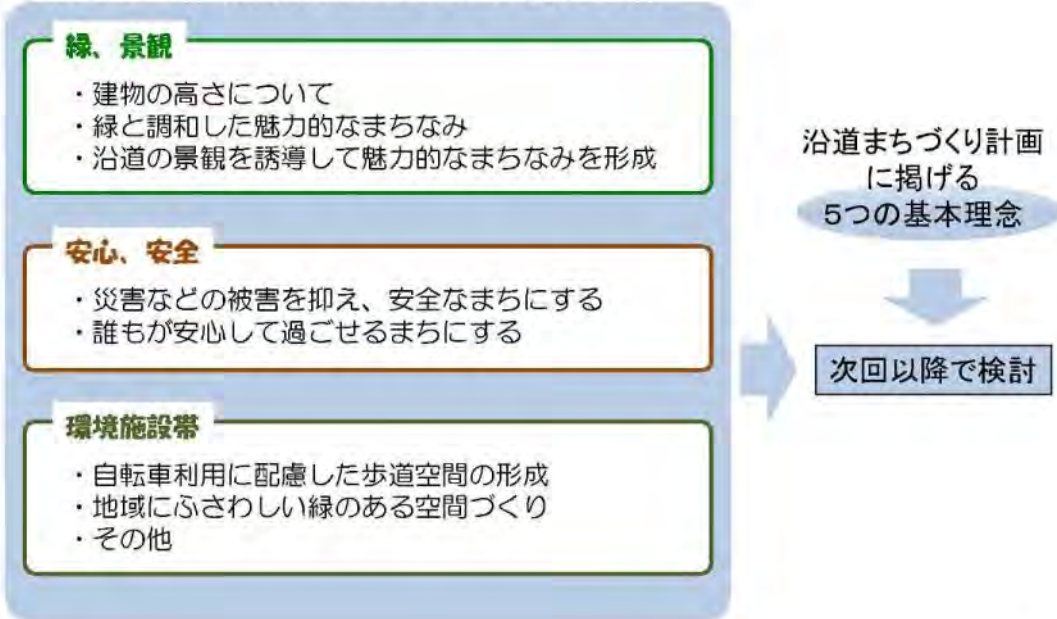 緑、景観
・建物の高さについて
・緑と調和した魅力的なまちなみ
・沿道の景観を誘導して魅力的なまちなみを形成
安心、安全
・災害などの被害を抑え、安全なまちにする
・誰もが安心して過ごせるまちにする
環境施設帯
・自転車利用に配慮した歩道空間の形成
・地域にふさわしい緑のある空間づくり
・その他
沿道まちづくり計画
に掲げる
5つの基本理念
次回以降で検討